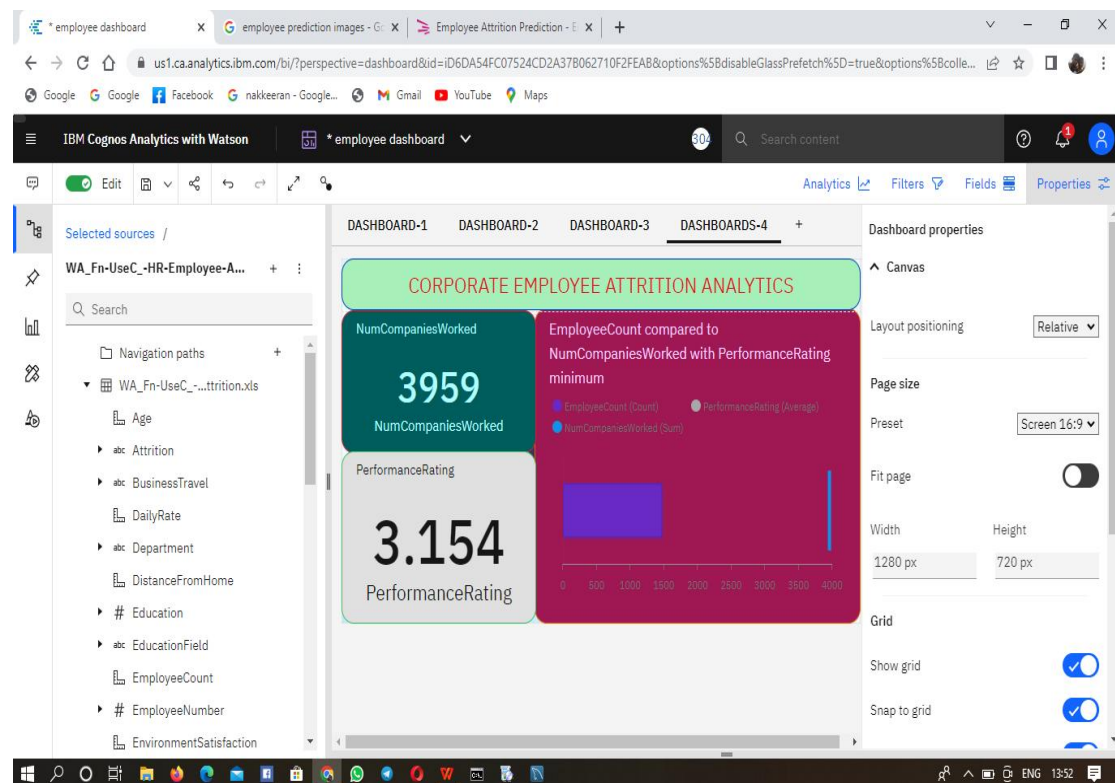 * employee dashboard
employee prediction images - Go
Employee Attrition Prediction - E
us1.ca.analytics.ibm.com/bi/?perspective=dashboard&id=iD6DA54FC07524CD2A37B062710F2FEAB&options%5BdisableGlassPrefetch%5D=true&options%5Bcolle...
Google Google Facebook nakkeeran - Google... Gmail YouTube Maps
IBM Cognos Analytics with Watson * employee dashboard 304 Search content 1
Edit Analytics Filters Fields Properties
Selected sources /
WA_Fn-UseC_-HR-Employee-A...
Search
Navigation paths
WA_Fn-UseC_-...ttrition.xls
Age
abc Attrition
abc BusinessTravel
DailyRate
abc Department
DistanceFromHome
# Education
abc EducationField
EmployeeCount
# EmployeeNumber
EnvironmentSatisfaction
DASHBOARD-1 DASHBOARD-2 DASHBOARD-3 DASHBOARDS-4 +
CORPORATE EMPLOYEE ATTRITION ANALYTICS
NumCompaniesWorked
3959
NumCompaniesWorked
PerformanceRating
3.154
PerformanceRating
EmployeeCount compared to
NumCompaniesWorked with PerformanceRating
minimum
EmployeeCount (Count) PerformanceRating (Average)
NumCompaniesWorked (Sum)
0 500 1000 1500 2000 2500 3000 3500 4000
Dashboard properties
Canvas
Layout positioning Relative
Page size
Preset Screen 16:9
Fit page
Width Height
1280 px 720 px
Grid
Show grid
Snap to grid
ENG 13:52